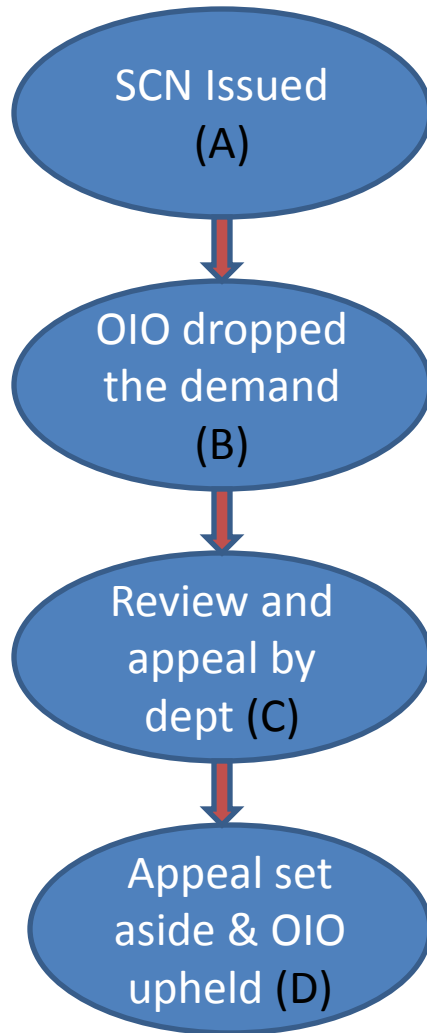 SCN Issued
(A)
OIO dropped
the demand
(B)
Review and
appeal by
dept (C)
Appeal set
aside & OIO
upheld (D)